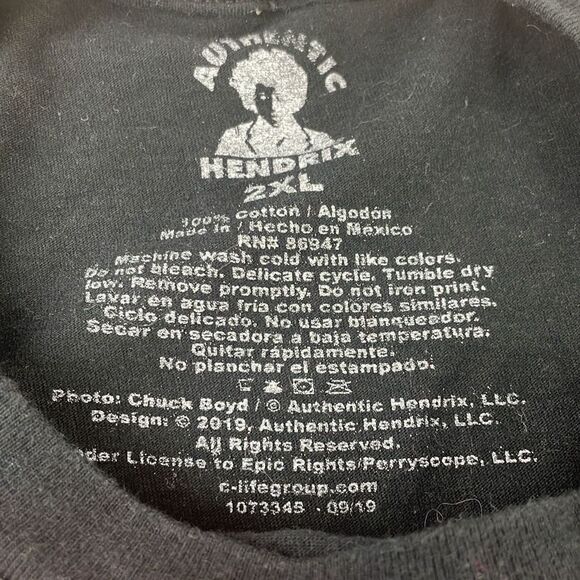 AUTHENTIC
HENDRIX
2XL
100% Cotton / Algodón
Made in / Hecho en Mexico
RN# 86947
Machine wash cold with like colors.
Do not bleach. Delicate cycle. Tumble dry
low. Remove promptly. Do not iron print.
Lavar en agua fria con colores similares.
Ciclo delicado. No usar blanqueador.
Secar en secadora a baja temperatura.
Quitar rápidamente.
No planchar el estampado.
Photo: Chuck Boyd / © Authentic Hendrix, LLC.
Design: © 2019, Authentic Hendrix, LLC.
All Rights Reserved.
nder License to Epic Rights/Perryscope, LLC.
c-lifegroup.com
1073345 - 09/19